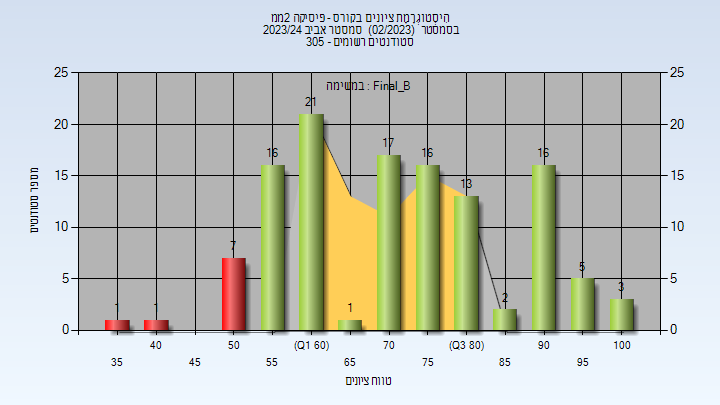 היסטוגרמת ציונים בקורס - פיסיקה 2ממ
בסמסטר (02/2023) סמסטר אביב 2023/24
סטודנטים רשומים - 305
במשימה : Final_B
25 25
20 20
15 15
10 10
5 5
0 0
1 1 7 16 21 1 17 16 13 2 16 5 3
מספר סטודנטים
40 50 (Q1 60) 70 (Q3 80) 90 100
35 45 55 65 75 85 95
טווח ציונים